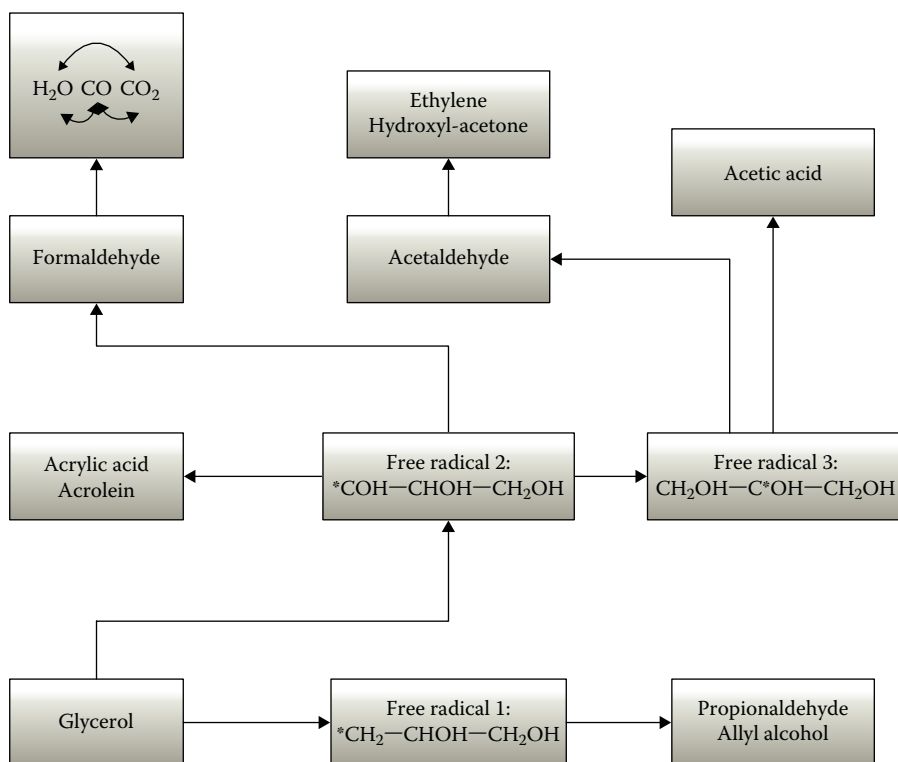 H₂O CO CO₂
Ethylene
Hydroxyl-acetone
Acetic acid
Formaldehyde
Acetaldehyde
Acrylic acid
Acrolein
Free radical 2:
*COH—CHOH—CH₂OH
Free radical 3:
CH₂OH—C*OH—CH₂OH
Glycerol
Free radical 1:
*CH₂—CHOH—CH₂OH
Propionaldehyde
Allyl alcohol